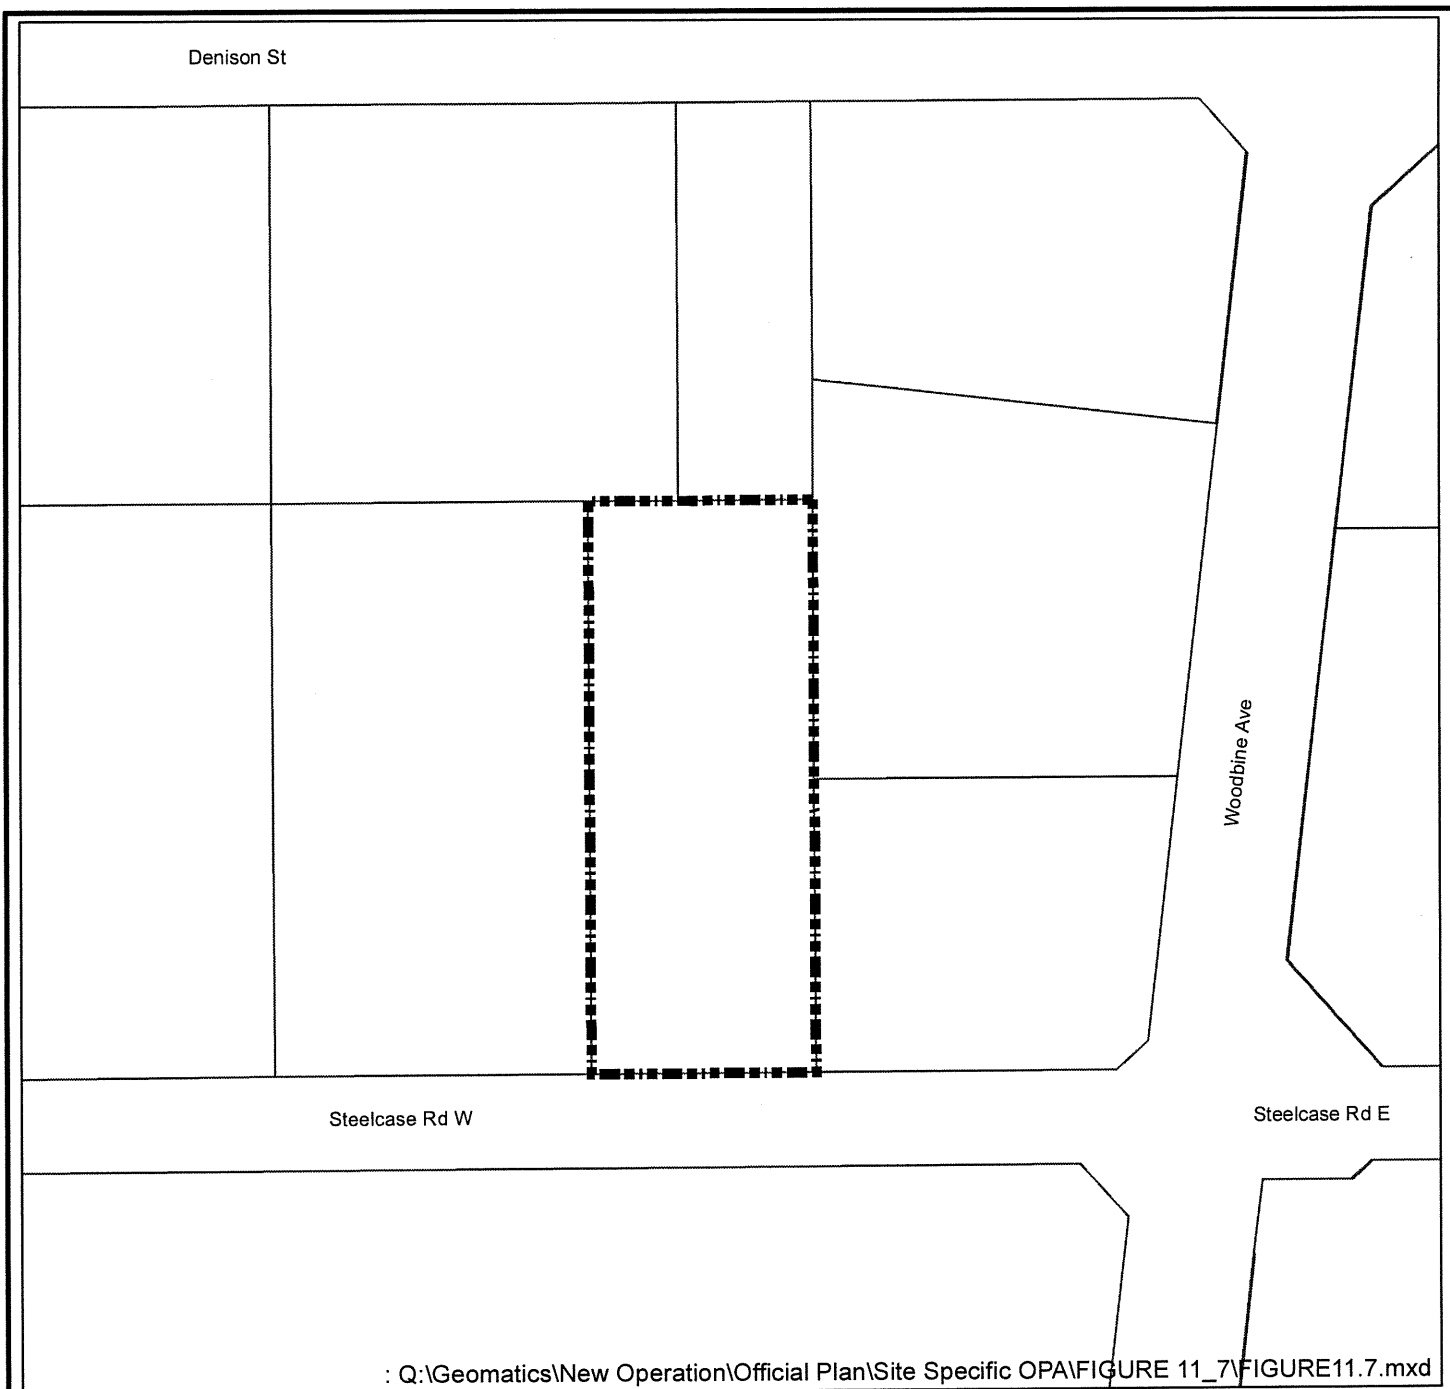 Denison St
Woodbine Ave
Steelcase Rd W
Steelcase Rd E
: Q:\Geomatics\New Operation\Official Plan\Site Specific OPA\FIGURE 11_7\FIGURE11.7.mxd